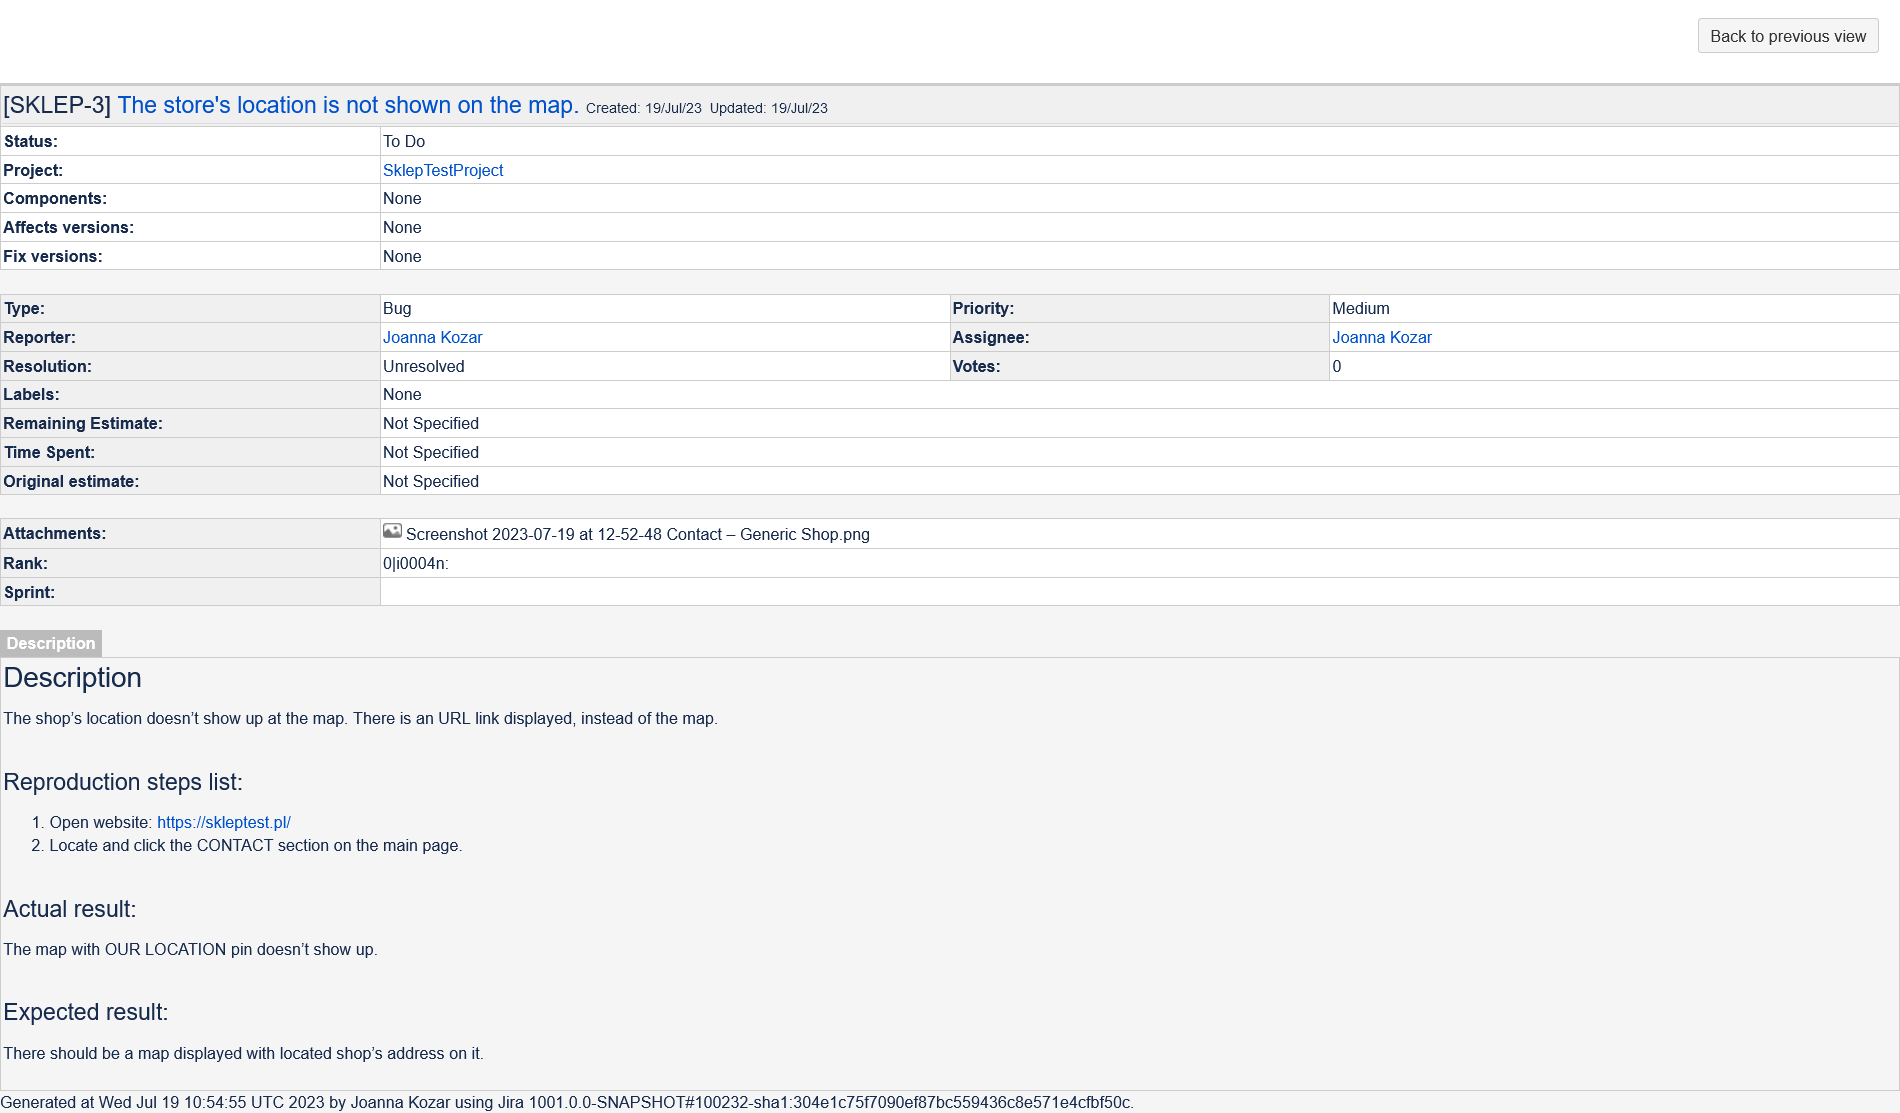 Back to previous view
[SKLEP-3] The store's location is not shown on the map. Created: 19/Jul/23 Updated: 19/Jul/23
Status: To Do
Project: SklepTestProject
Components: None
Affects versions: None
Fix versions: None
Type: Bug Priority: Medium
Reporter: Joanna Kozar Assignee: Joanna Kozar
Resolution: Unresolved Votes: 0
Labels: None
Remaining Estimate: Not Specified
Time Spent: Not Specified
Original estimate: Not Specified
Attachments: Screenshot 2023-07-19 at 12-52-48 Contact – Generic Shop.png
Rank: 0|i0004n:
Sprint:
Description
Description
The shop’s location doesn’t show up at the map. There is an URL link displayed, instead of the map.
Reproduction steps list:
1. Open website: https://skleptest.pl/
2. Locate and click the CONTACT section on the main page.
Actual result:
The map with OUR LOCATION pin doesn’t show up.
Expected result:
There should be a map displayed with located shop’s address on it.
Generated at Wed Jul 19 10:54:55 UTC 2023 by Joanna Kozar using Jira 1001.0.0-SNAPSHOT#100232-sha1:304e1c75f7090ef87bc559436c8e571e4cfbf50c.